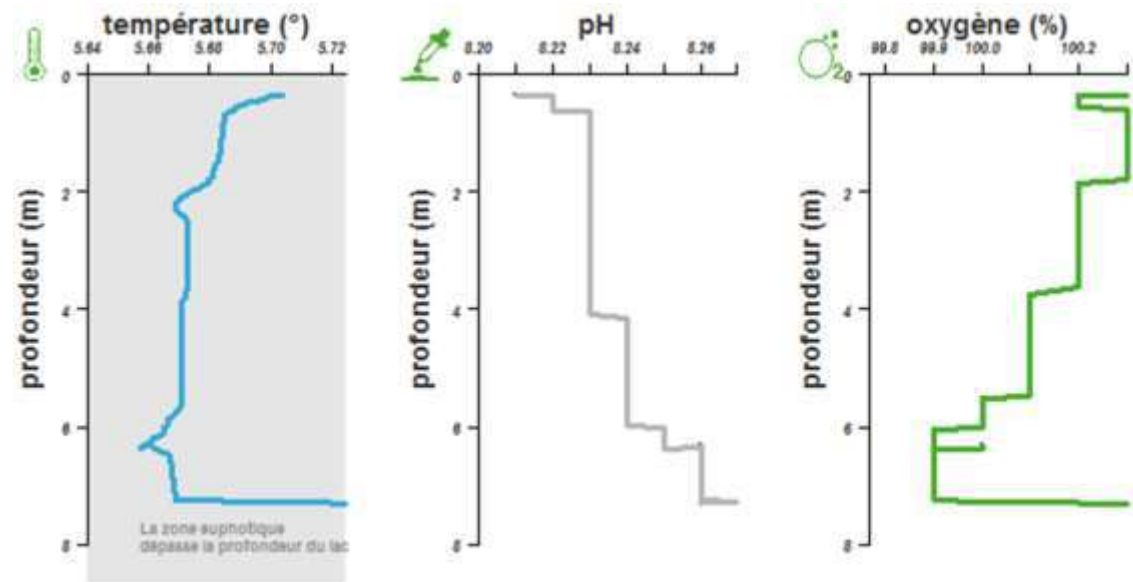 température (°)
5.64 5.66 5.68 5.70 5.72
profondeur (m)
0
2
4
6
8
La zone euphotique
dépasse la profondeur du lac
pH
8.20 8.22 8.24 8.26
profondeur (m)
0
2
4
6
8
oxygène (%)
99.8 99.9 100.0 100.2
2
profondeur (m)
0
2
4
6
8